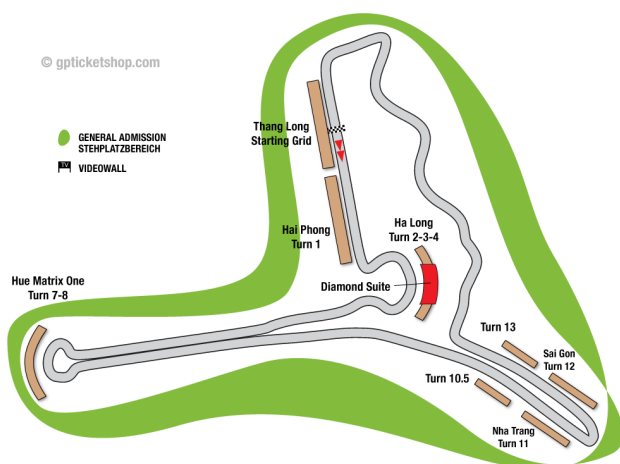 © gpticketshop.com
GENERAL ADMISSION
STEHPLATZBEREICH
TV
VIDEOWALL
Thang Long
Starting Grid
Hai Phong
Turn 1
Ha Long
Turn 2-3-4
Diamond Suite
Hue Matrix One
Turn 7-8
Turn 13
Sai Gon
Turn 12
Turn 10.5
Nha Trang
Turn 11